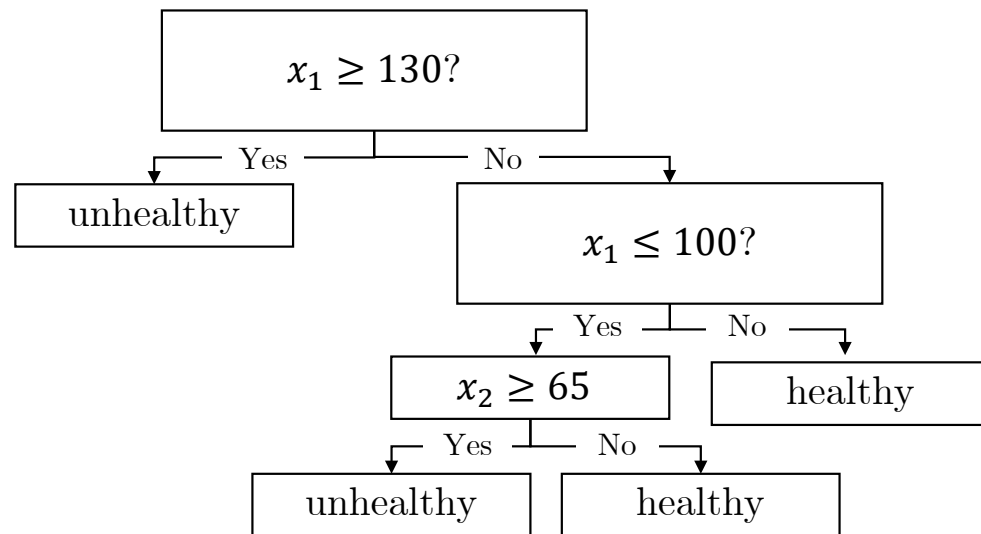 x₁ ≥ 130?
Yes No
unhealthy
x₁ ≤ 100?
Yes No
x₂ ≥ 65
healthy
Yes No
unhealthy healthy